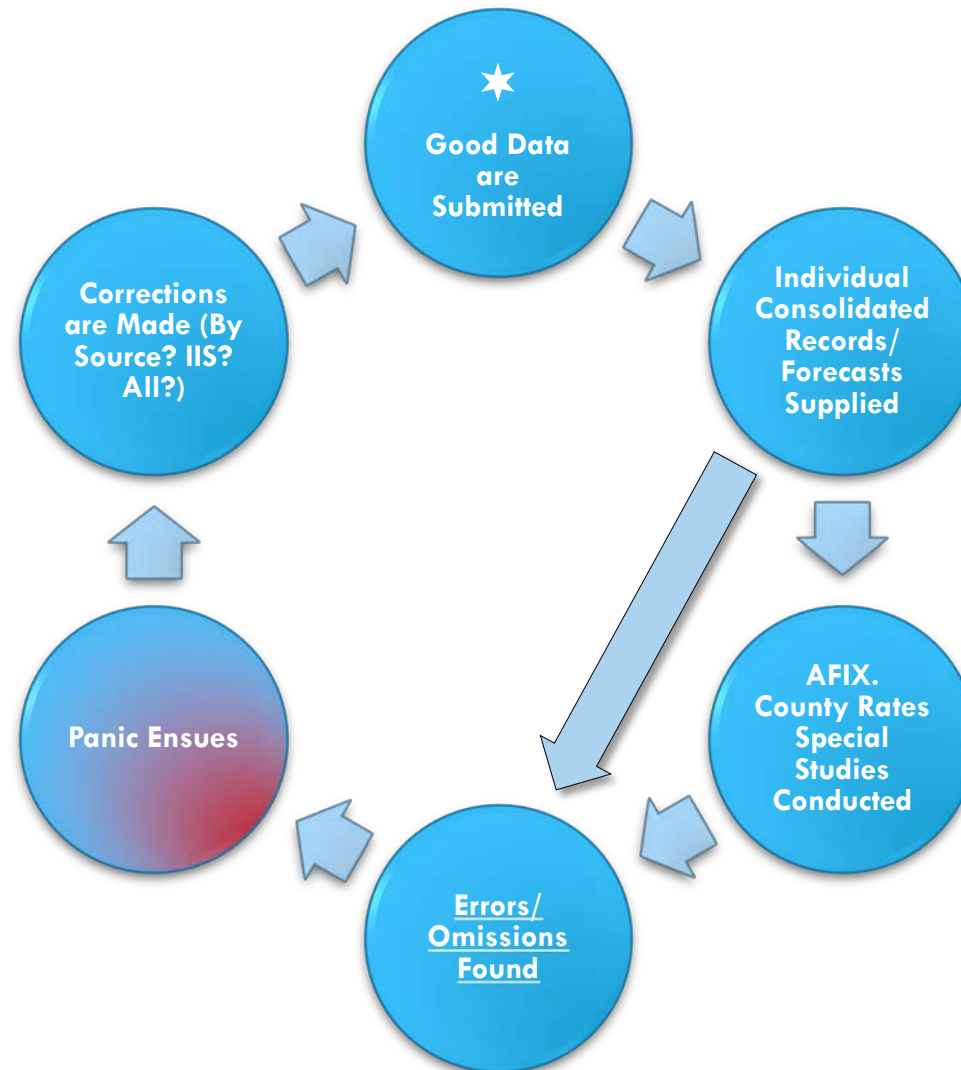 Good Data
are
Submitted
Individual
Consolidated
Records/
Forecasts
Supplied
AFIX.
County Rates
Special
Studies
Conducted
Errors/
Omissions
Found
Panic Ensues
Corrections
are Made (By
Source? IIS?
All?)